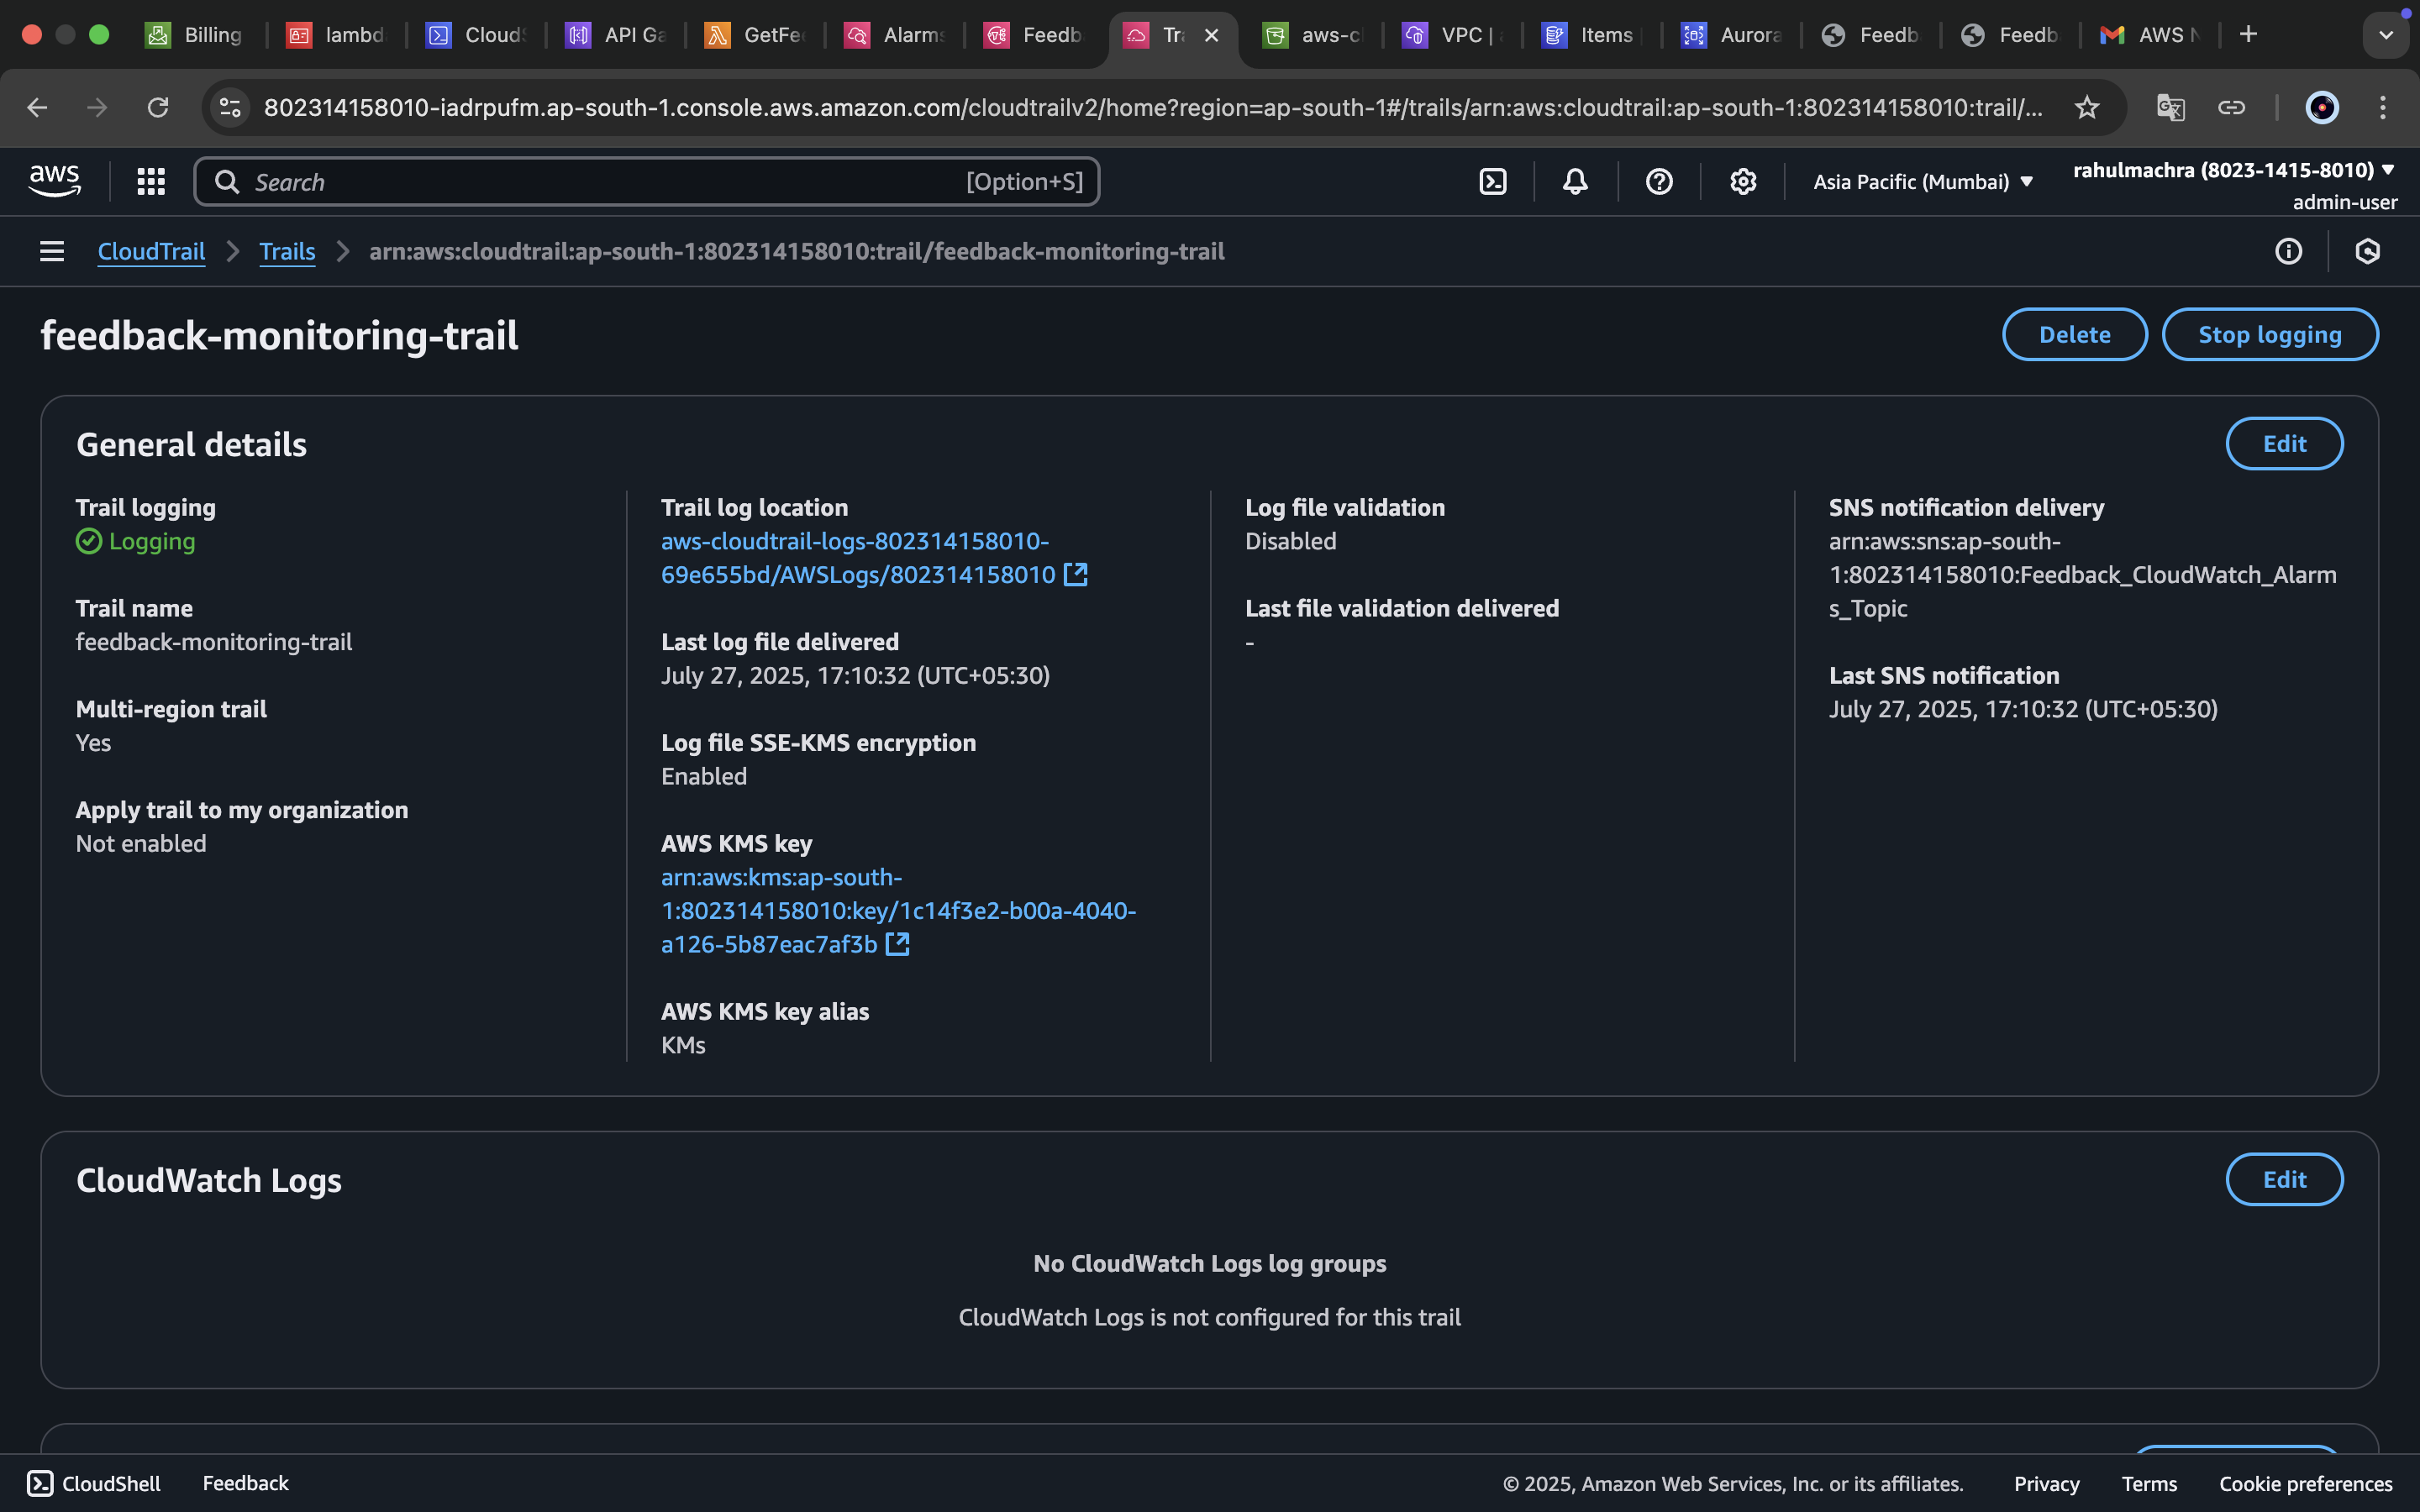 Billing
lambd
Cloud
API Ga
GetFe
Alarm
Feedb
Tr
aws-c
VPC |
Items
Aurora
Feedb
Feedb
AWS N
802314158010-iadrpufm.ap-south-1.console.aws.amazon.com/cloudtrailv2/home?region=ap-south-1#/trails/arn:aws:cloudtrail:ap-south-1:802314158010:trail/...
aws
Search
[Option+S]
Asia Pacific (Mumbai)
rahulmachra (8023-1415-8010)
admin-user
CloudTrail
Trails
arn:aws:cloudtrail:ap-south-1:802314158010:trail/feedback-monitoring-trail
feedback-monitoring-trail
Delete
Stop logging
General details
Edit
Trail logging
Logging
Trail name
feedback-monitoring-trail
Multi-region trail
Yes
Apply trail to my organization
Not enabled
Trail log location
aws-cloudtrail-logs-802314158010-
69e655bd/AWSLogs/802314158010
Last log file delivered
July 27, 2025, 17:10:32 (UTC+05:30)
Log file SSE-KMS encryption
Enabled
AWS KMS key
arn:aws:kms:ap-south-
1:802314158010:key/1c14f3e2-b00a-4040-
a126-5b87eac7af3b
AWS KMS key alias
KMs
Log file validation
Disabled
Last file validation delivered
-
SNS notification delivery
arn:aws:sns:ap-south-
1:802314158010:Feedback_CloudWatch_Alarm
s_Topic
Last SNS notification
July 27, 2025, 17:10:32 (UTC+05:30)
CloudWatch Logs
Edit
No CloudWatch Logs log groups
CloudWatch Logs is not configured for this trail
CloudShell
Feedback
© 2025, Amazon Web Services, Inc. or its affiliates.
Privacy
Terms
Cookie preferences